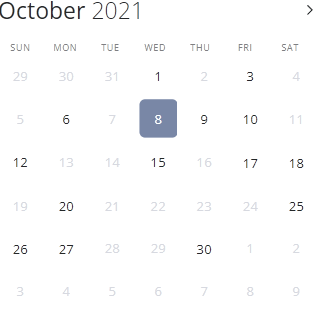 October 2021
SUN MON TUE WED THU FRI SAT
29 30 31 1 2 3 4
5 6 7 8 9 10 11
12 13 14 15 16 17 18
19 20 21 22 23 24 25
26 27 28 29 30 1 2
3 4 5 6 7 8 9